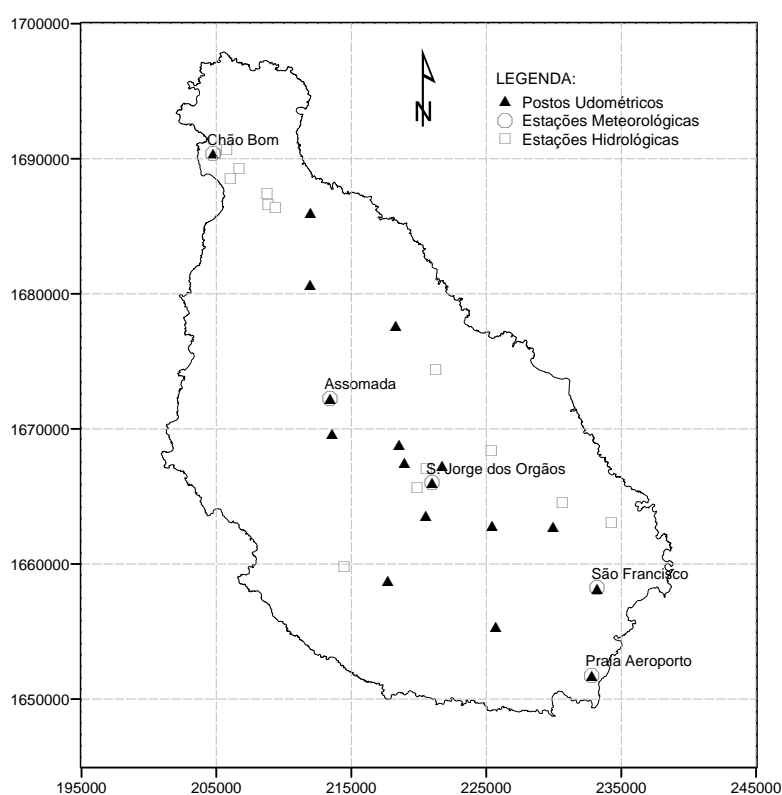 1700000
LEGENDA:
Postos Udométricos
Estações Meteorológicas
Estações Hidrológicas
N
Chão Bom
1690000
1680000
Assomada
1670000
S. Jorge dos Orgãos
1660000
São Francisco
Praia Aeroporto
1650000
195000 205000 215000 225000 235000 245000